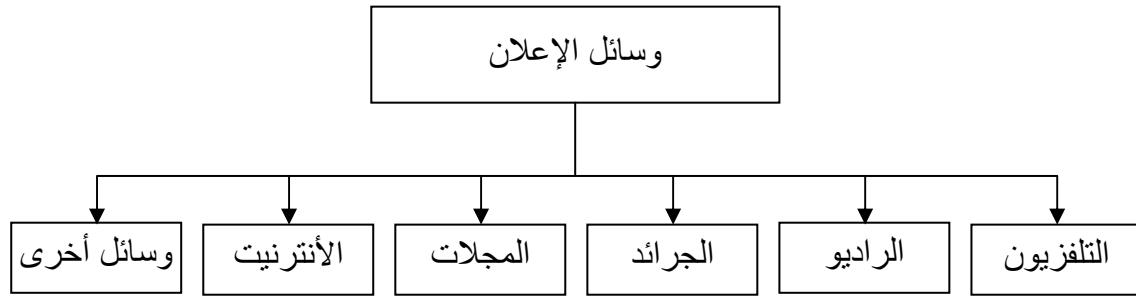 وسائل الإعلان
التلفزيون
الراديو
الجرائد
المجلات
الأنترنيت
وسائل أخرى